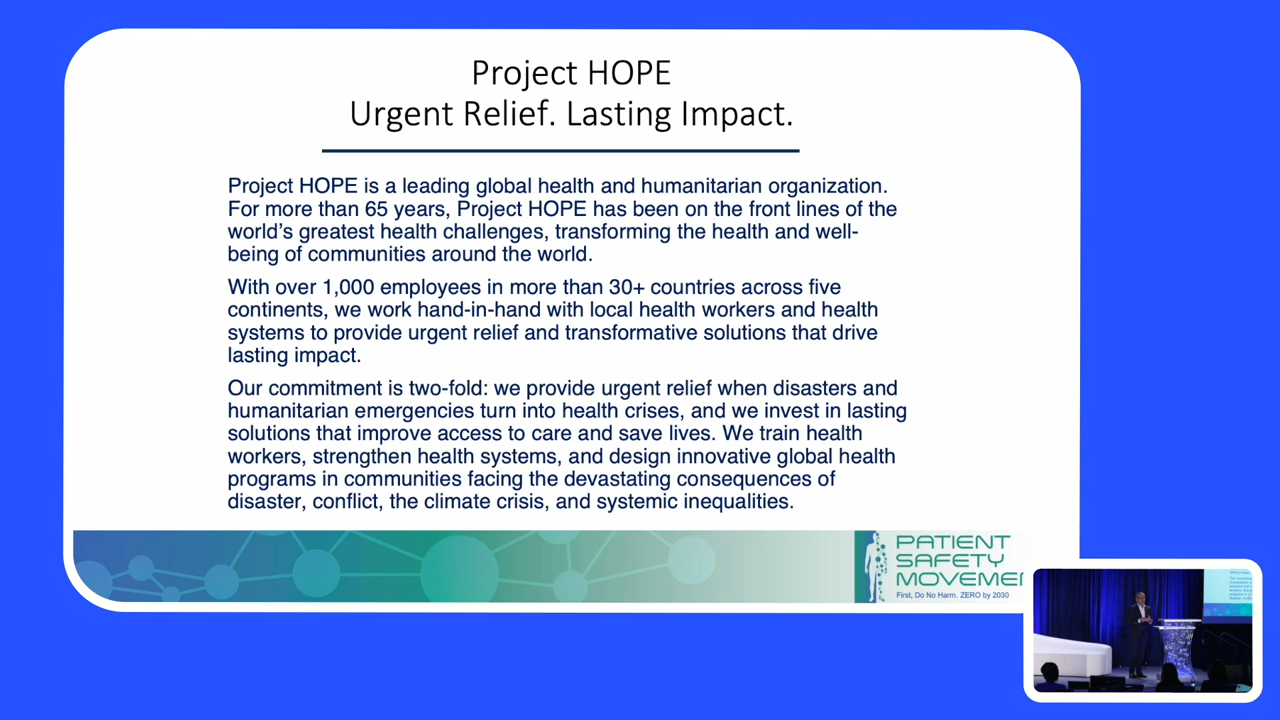 Project HOPE
Urgent Relief. Lasting Impact.
Project HOPE is a leading global health and humanitarian organization.
For more than 65 years, Project HOPE has been on the front lines of the
world’s greatest health challenges, transforming the health and well-
being of communities around the world.
With over 1,000 employees in more than 30+ countries across five
continents, we work hand-in-hand with local health workers and health
systems to provide urgent relief and transformative solutions that drive
lasting impact.
Our commitment is two-fold: we provide urgent relief when disasters and
humanitarian emergencies turn into health crises, and we invest in lasting
solutions that improve access to care and save lives. We train health
workers, strengthen health systems, and design innovative global health
programs in communities facing the devastating consequences of
disaster, conflict, the climate crisis, and systemic inequalities.
PATIENT
SAFETY
MOVEME
First, Do No Harm. ZERO by 2030